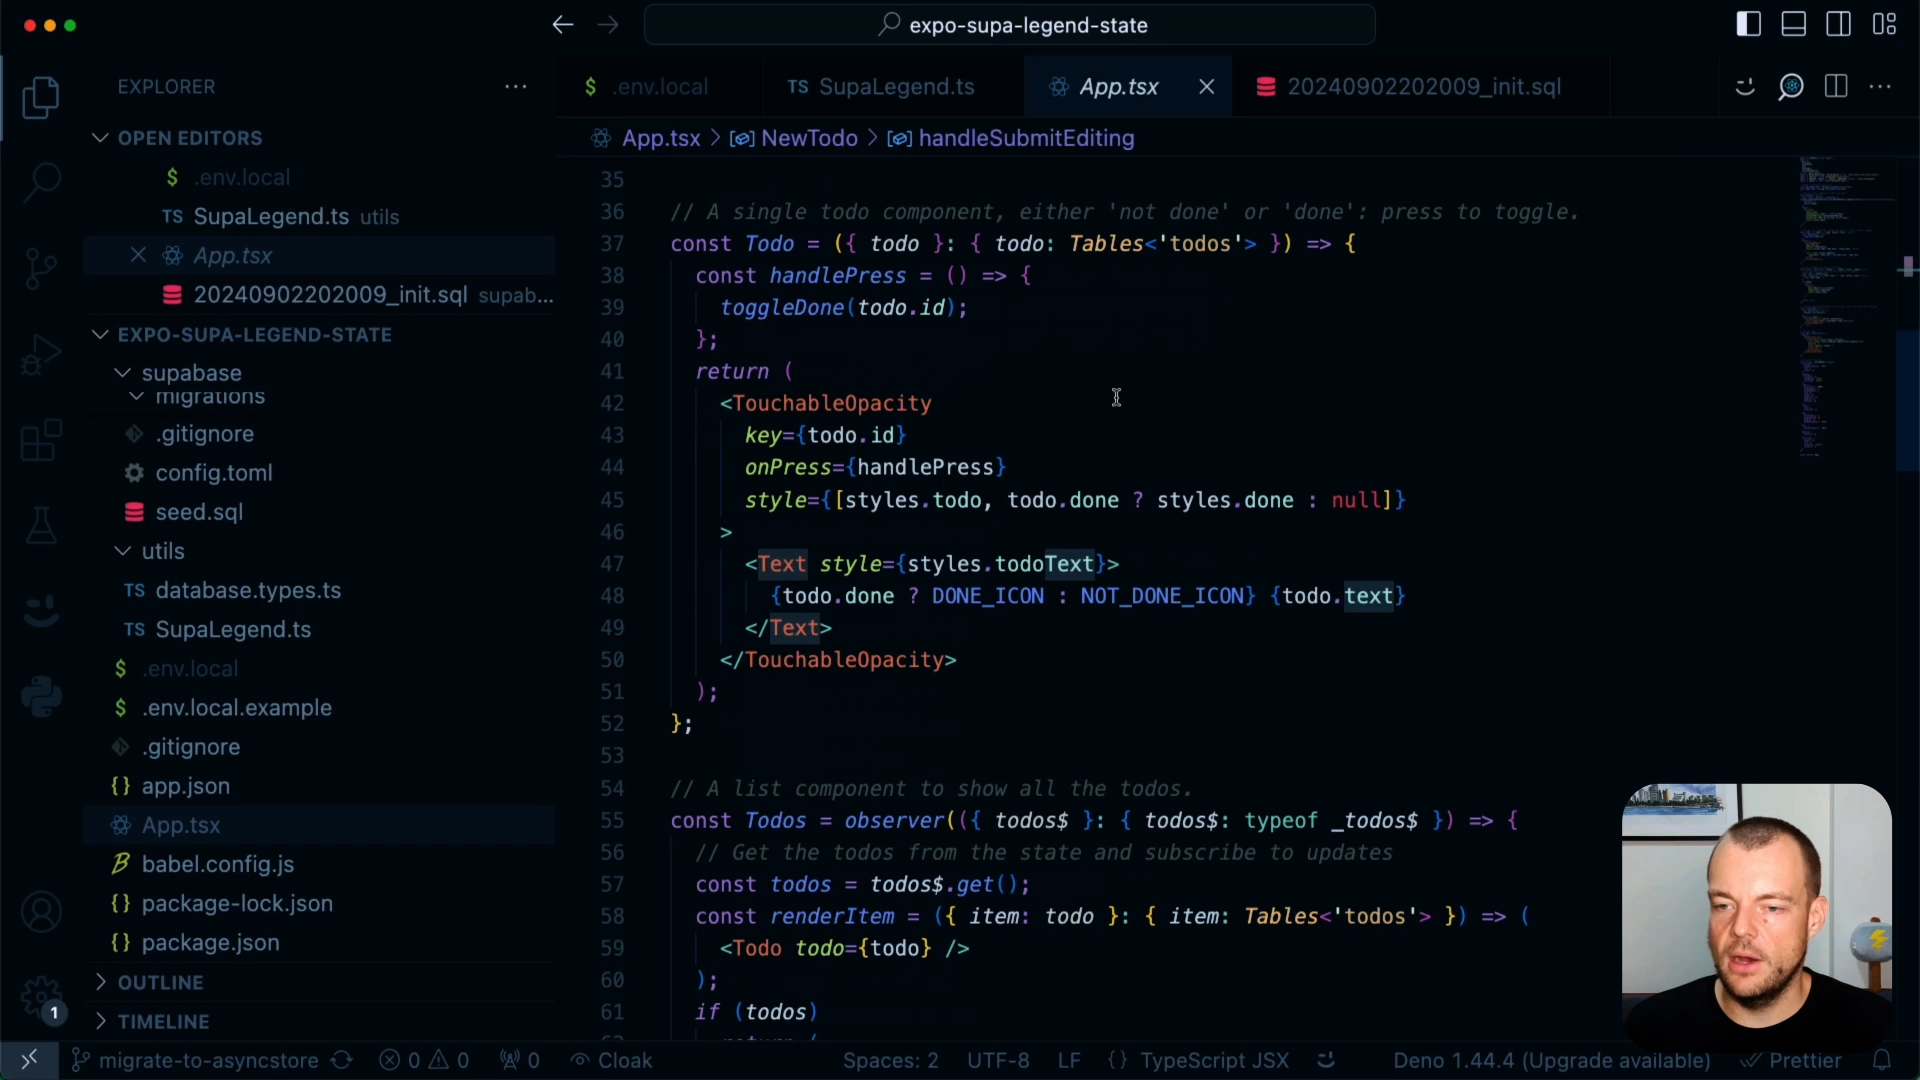 expo-supa-legend-state
EXPLORER
$ .env.local
TS SupaLegend.ts
App.tsx
20240902202009_init.sql
App.tsx > NewTodo > handleSubmitEditing
OPEN EDITORS
$ .env.local
TS SupaLegend.ts utils
App.tsx
20240902202009_init.sql supab...
EXPO-SUPA-LEGEND-STATE
supabase
migrations
.gitignore
config.toml
seed.sql
utils
TS database.types.ts
TS SupaLegend.ts
$ .env.local
$ .env.local.example
.gitignore
{} app.json
App.tsx
babel.config.js
{} package-lock.json
{} package.json
OUTLINE
TIMELINE
1
35
36 // A single todo component, either 'not done' or 'done': press to toggle.
37 const Todo = ({ todo }: { todo: Tables<'todos'> }) => {
38 const handlePress = () => {
39 toggleDone(todo.id);
40 };
41 return (
42 <TouchableOpacity
43 key={todo.id}
44 onPress={handlePress}
45 style={[styles.todo, todo.done ? styles.done : null]}
46 >
47 <Text style={styles.todoText}>
48 {todo.done ? DONE_ICON : NOT_DONE_ICON} {todo.text}
49 </Text>
50 </TouchableOpacity>
51 );
52 };
53
54 // A list component to show all the todos.
55 const Todos = observer(({ todos$ }: { todos$: typeof _todos$ }) => {
56 // Get the todos from the state and subscribe to updates
57 const todos = todos$.get();
58 const renderItem = ({ item: todo }: { item: Tables<'todos'> }) => (
59 <Todo todo={todo} />
60 );
61 if (todos)
migrate-to-asyncstore 0 0 0 Cloak Spaces: 2 UTF-8 LF {} TypeScript JSX Deno 1.44.4 (Upgrade available) Prettier